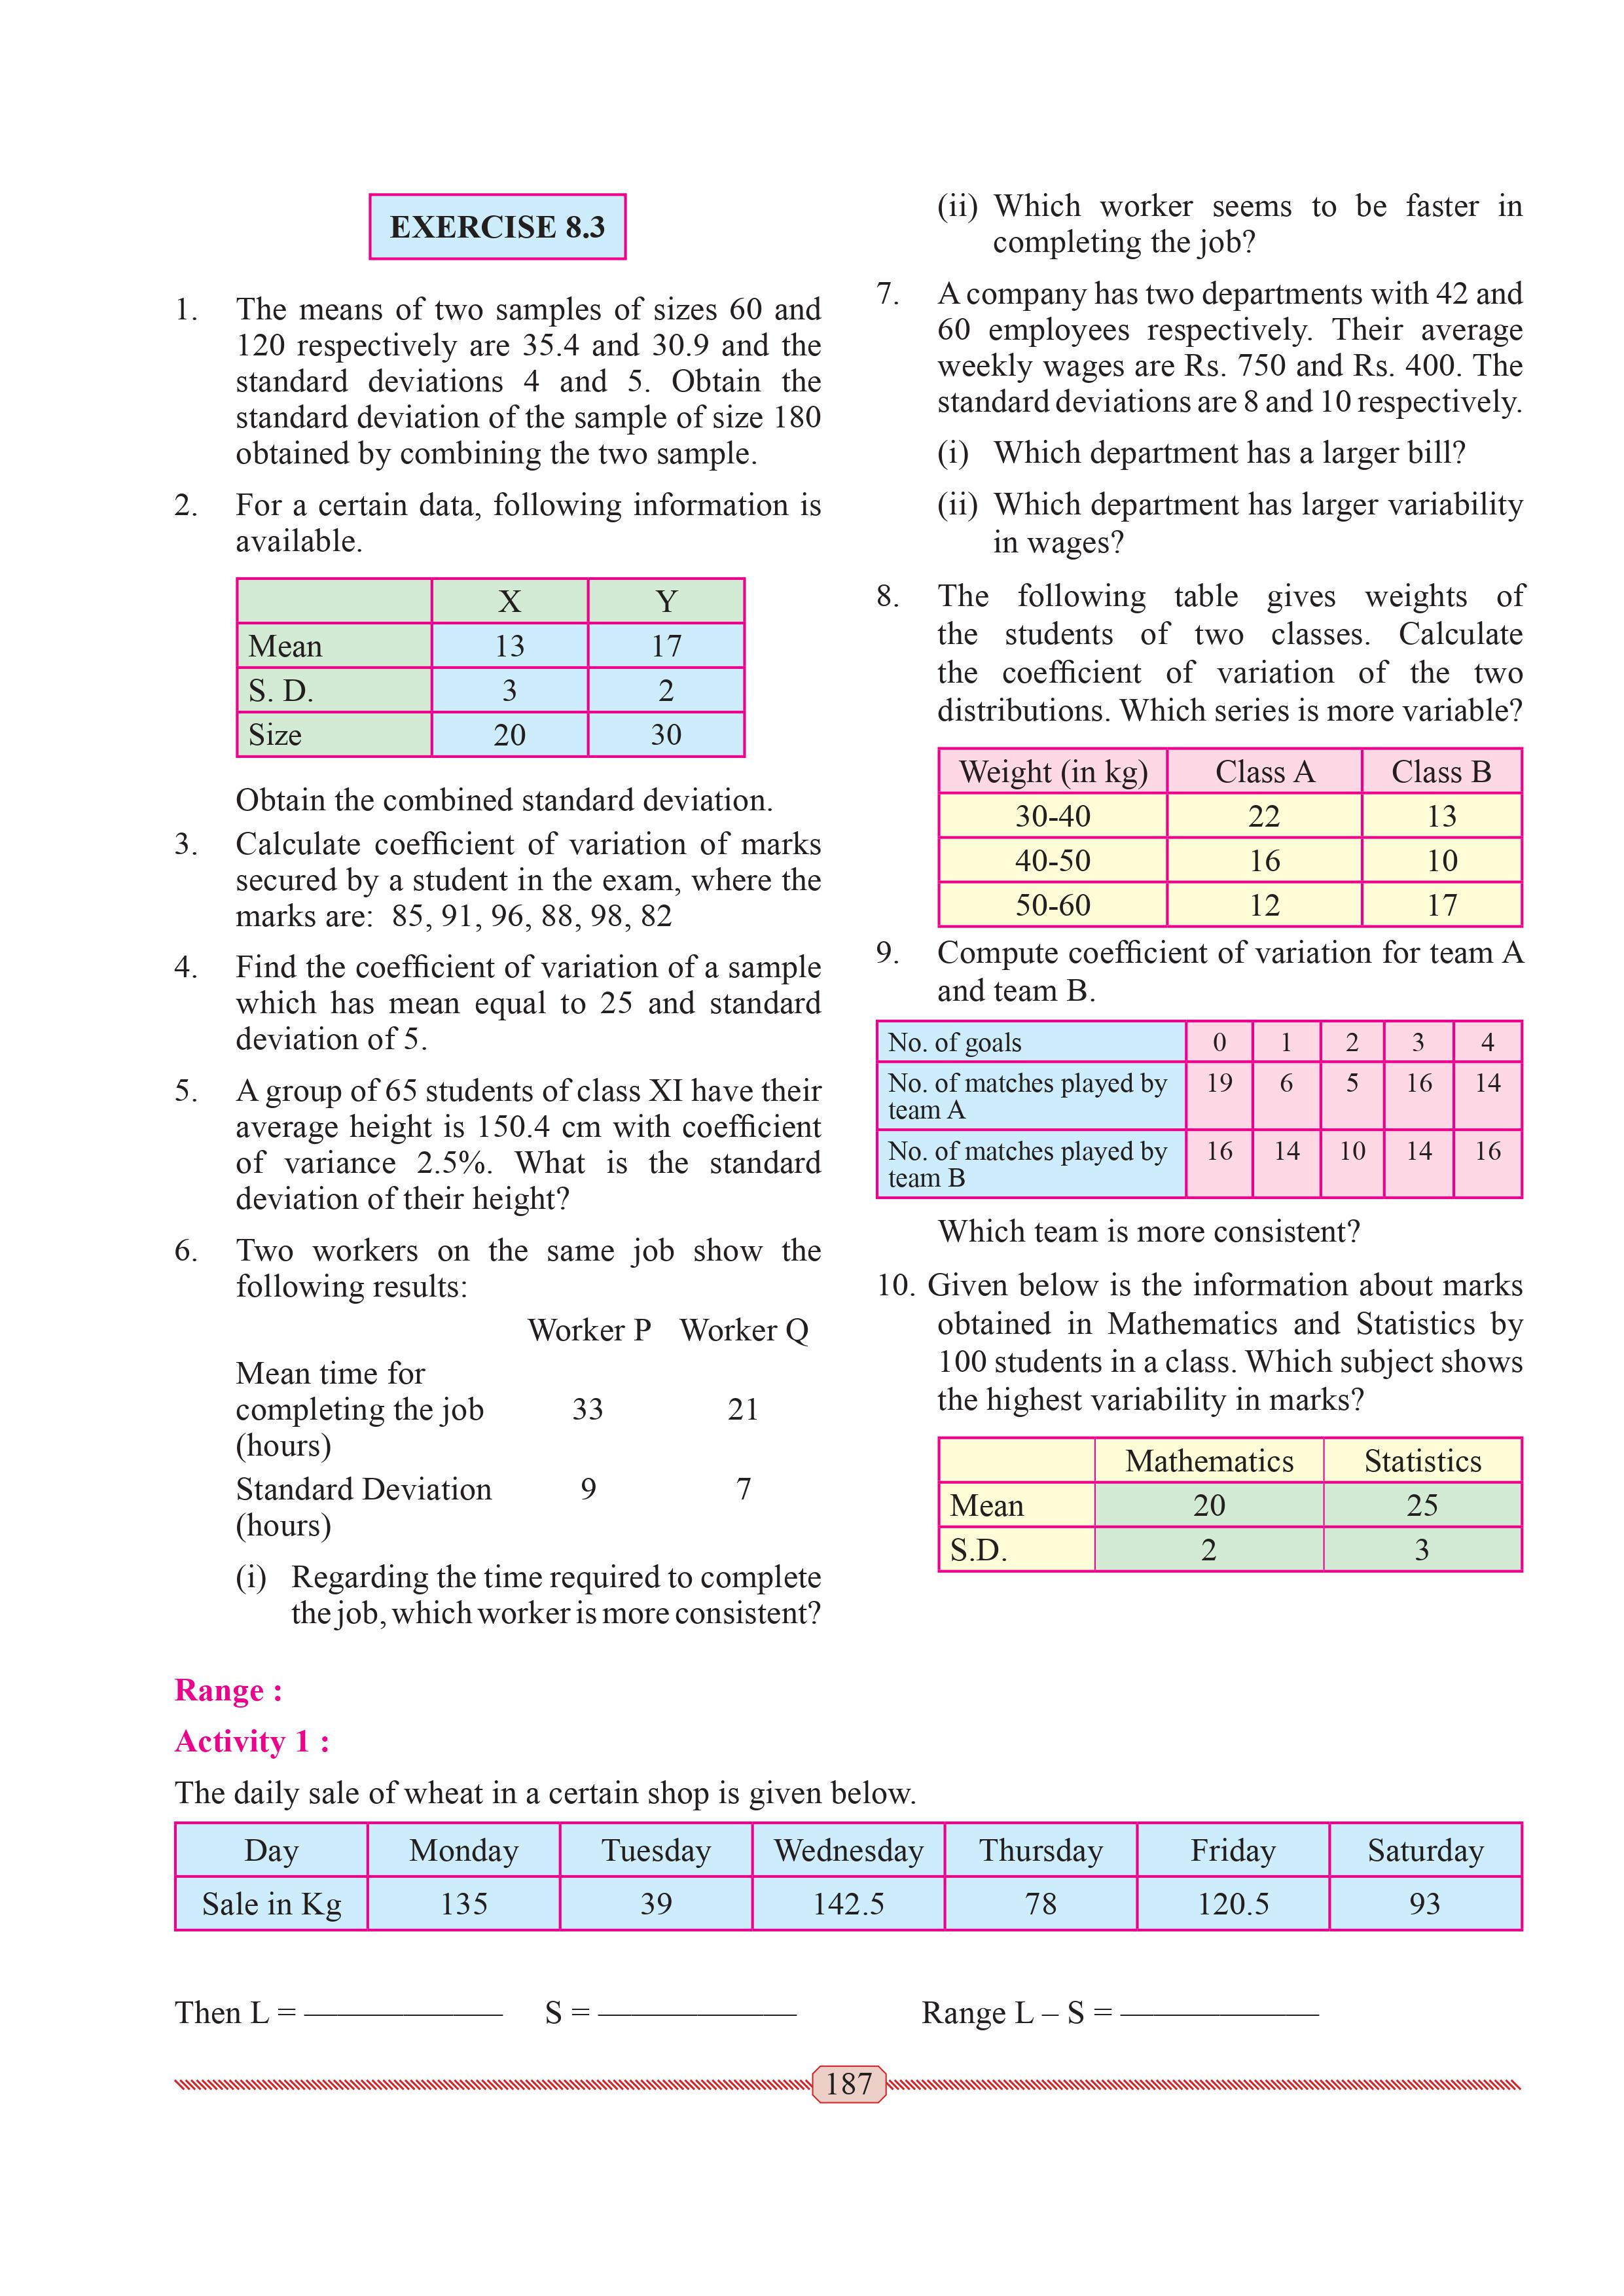 EXERCISE 8.3
1. The means of two samples of sizes 60 and
120 respectively are 35.4 and 30.9 and the
standard deviations 4 and 5. Obtain the
standard deviation of the sample of size 180
obtained by combining the two sample.
2. For a certain data, following information is
available.
X Y
Mean 13 17
S. D. 3 2
Size 20 30
Obtain the combined standard deviation.
3. Calculate coefficient of variation of marks
secured by a student in the exam, where the
marks are: 85, 91, 96, 88, 98, 82
4. Find the coefficient of variation of a sample
which has mean equal to 25 and standard
deviation of 5.
5. A group of 65 students of class XI have their
average height is 150.4 cm with coefficient
of variance 2.5%. What is the standard
deviation of their height?
6. Two workers on the same job show the
following results:
Worker P Worker Q
Mean time for
completing the job 33 21
(hours)
Standard Deviation 9 7
(hours)
(i) Regarding the time required to complete
the job, which worker is more consistent?
(ii) Which worker seems to be faster in
completing the job?
7. A company has two departments with 42 and
60 employees respectively. Their average
weekly wages are Rs. 750 and Rs. 400. The
standard deviations are 8 and 10 respectively.
(i) Which department has a larger bill?
(ii) Which department has larger variability
in wages?
8. The following table gives weights of
the students of two classes. Calculate
the coefficient of variation of the two
distributions. Which series is more variable?
Weight (in kg) Class A Class B
30-40 22 13
40-50 16 10
50-60 12 17
9. Compute coefficient of variation for team A
and team B.
No. of goals 0 1 2 3 4
No. of matches played by 19 6 5 16 14
team A
No. of matches played by 16 14 10 14 16
team B
Which team is more consistent?
10. Given below is the information about marks
obtained in Mathematics and Statistics by
100 students in a class. Which subject shows
the highest variability in marks?
Mathematics Statistics
Mean 20 25
S.D. 2 3
Range :
Activity 1 :
The daily sale of wheat in a certain shop is given below.
Day Monday Tuesday Wednesday Thursday Friday Saturday
Sale in Kg 135 39 142.5 78 120.5 93
Then L = ———————— S = ———————— Range L – S = ————————
187